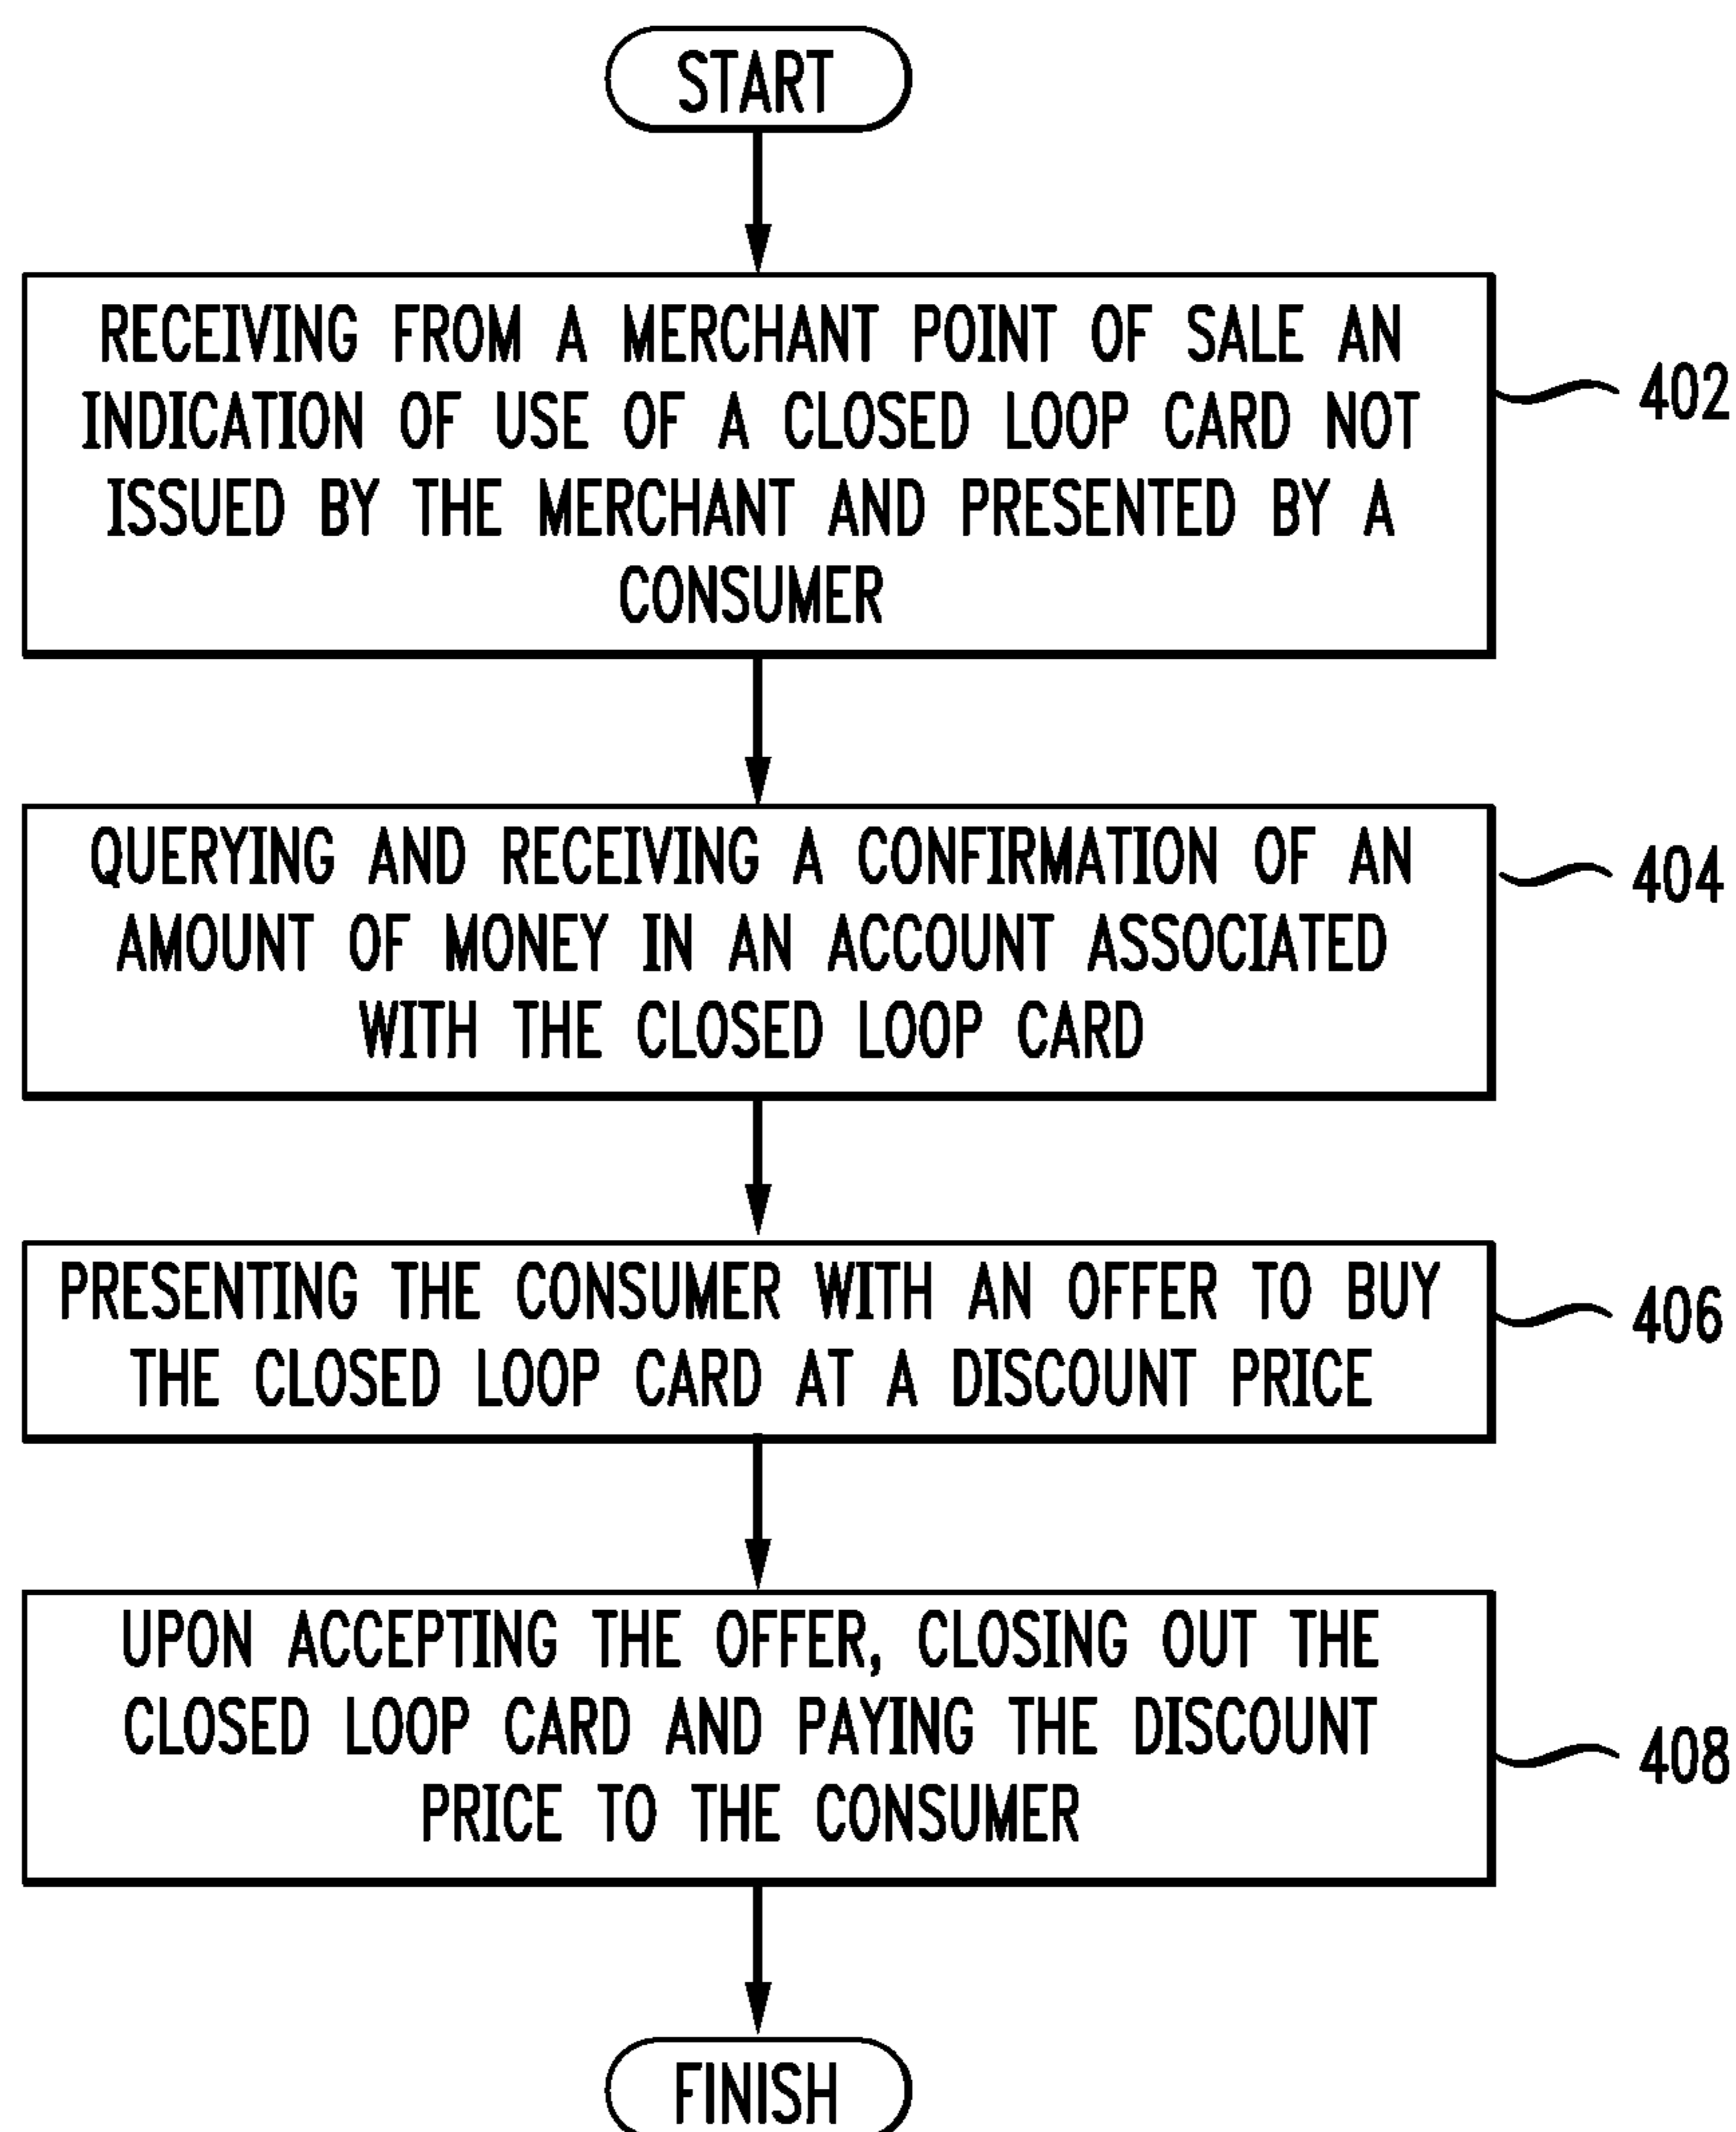 START
RECEIVING FROM A MERCHANT POINT OF SALE AN
INDICATION OF USE OF A CLOSED LOOP CARD NOT
ISSUED BY THE MERCHANT AND PRESENTED BY A
CONSUMER
402
QUERYING AND RECEIVING A CONFIRMATION OF AN
AMOUNT OF MONEY IN AN ACCOUNT ASSOCIATED
WITH THE CLOSED LOOP CARD
404
PRESENTING THE CONSUMER WITH AN OFFER TO BUY
THE CLOSED LOOP CARD AT A DISCOUNT PRICE
406
UPON ACCEPTING THE OFFER, CLOSING OUT THE
CLOSED LOOP CARD AND PAYING THE DISCOUNT
PRICE TO THE CONSUMER
408
FINISH